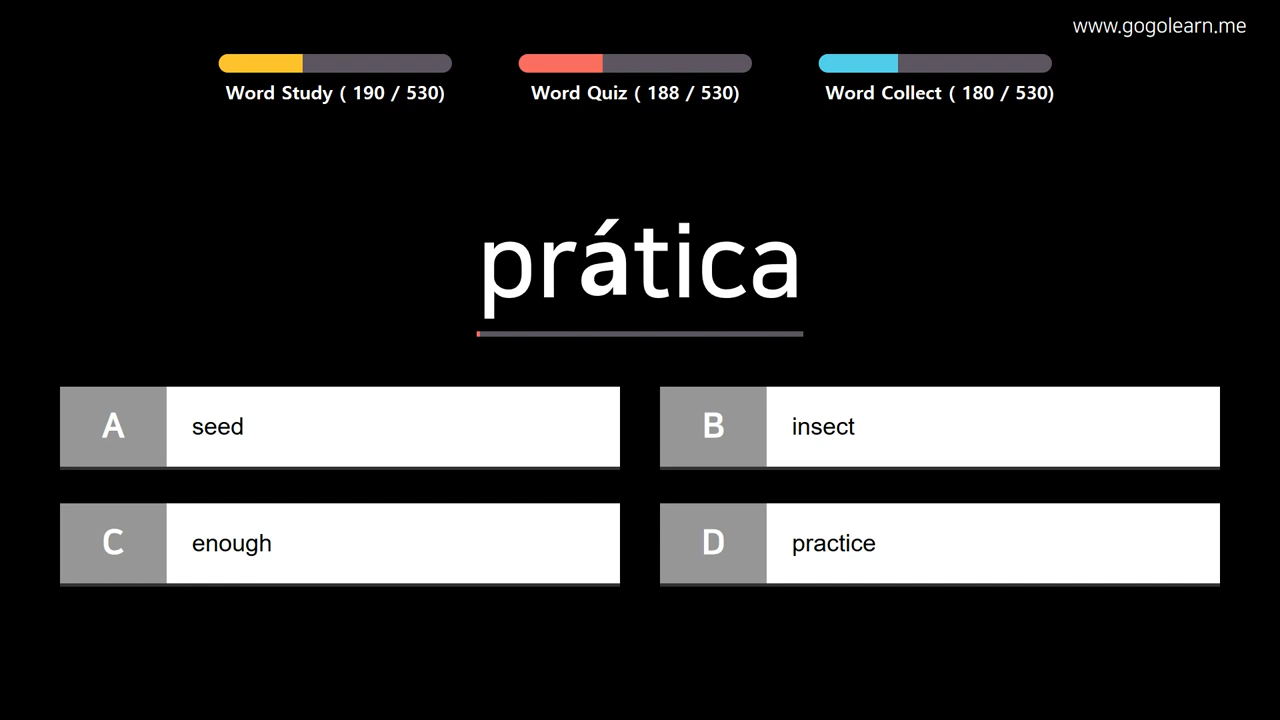 www.gogolearn.me
Word Study ( 190 / 530)
Word Quiz ( 188 / 530)
Word Collect ( 180 / 530)
prática
A seed
B insect
C enough
D practice